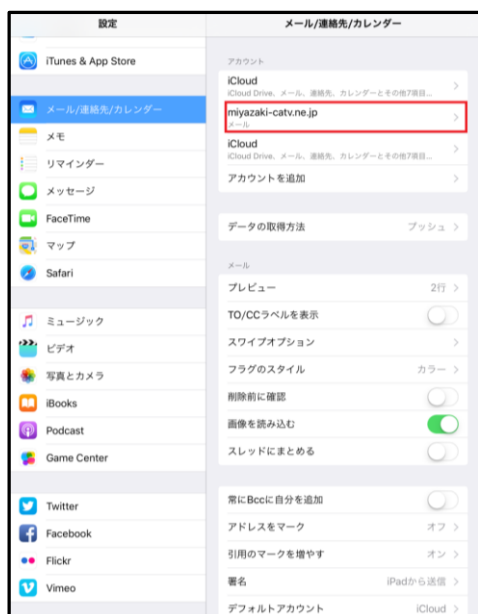 設定
iTunes & App Store
メール/連絡先/カレンダー
メモ
リマインダー
メッセージ
FaceTime
マップ
Safari
ミュージック
ビデオ
写真とカメラ
iBooks
Podcast
Game Center
Twitter
Facebook
Flickr
Vimeo
メール/連絡先/カレンダー
アカウント
iCloud
iCloud Drive、メール、連絡先、カレンダーとその他7項目...
miyazaki-catv.ne.jp
メール
iCloud
iCloud Drive、メール、連絡先、カレンダーとその他7項目...
アカウントを追加
データの取得方法 プッシュ
メール
プレビュー 2行
TO/CCラベルを表示
スワイプオプション
フラグのスタイル カラー
削除前に確認
画像を読み込む
スレッドにまとめる
常にBccに自分を追加
アドレスをマーク オフ
引用のマークを増やす オン
署名 iPadから送信
デフォルトアカウント iCloud